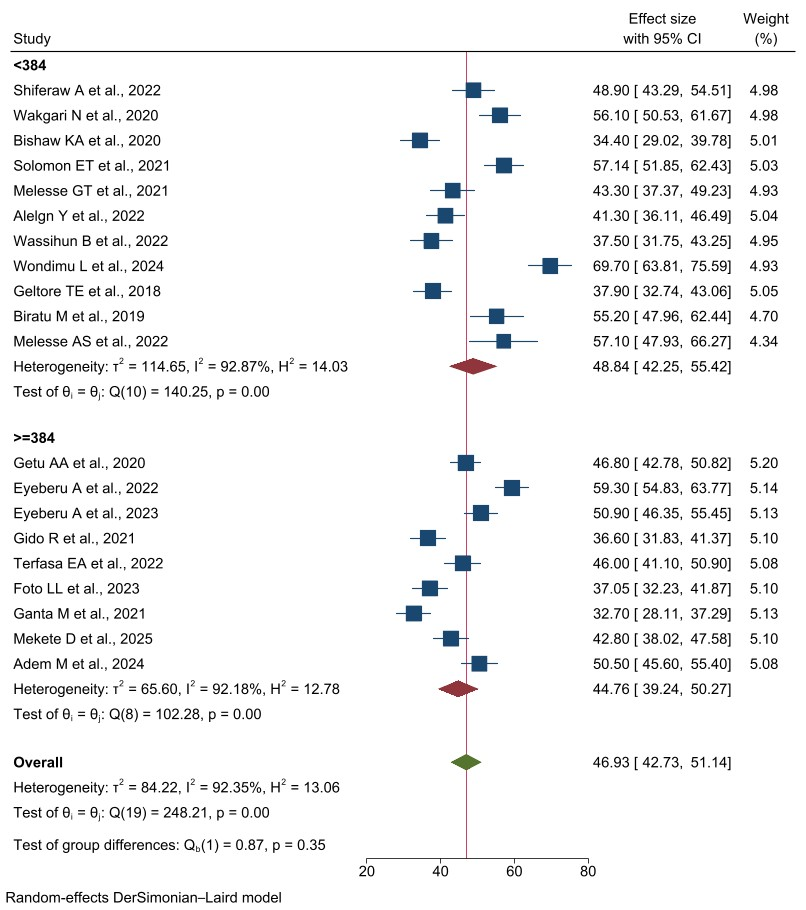 Effect size Weight
Study with 95% CI (%)
<384
Shiferaw A et al., 2022 48.90 [ 43.29, 54.51] 4.98
Wakgari N et al., 2020 56.10 [ 50.53, 61.67] 4.98
Bishaw KA et al., 2020 34.40 [ 29.02, 39.78] 5.01
Solomon ET et al., 2021 57.14 [ 51.85, 62.43] 5.03
Melesse GT et al., 2021 43.30 [ 37.37, 49.23] 4.93
Alelgn Y et al., 2022 41.30 [ 36.11, 46.49] 5.04
Wassihun B et al., 2022 37.50 [ 31.75, 43.25] 4.95
Wondimu L et al., 2024 69.70 [ 63.81, 75.59] 4.93
Geltore TE et al., 2018 37.90 [ 32.74, 43.06] 5.05
Biratu M et al., 2019 55.20 [ 47.96, 62.44] 4.70
Melesse AS et al., 2022 57.10 [ 47.93, 66.27] 4.34
Heterogeneity: τ² = 114.65, I² = 92.87%, H² = 14.03 48.84 [ 42.25, 55.42]
Test of θᵢ = θⱼ: Q(10) = 140.25, p = 0.00
>=384
Getu AA et al., 2020 46.80 [ 42.78, 50.82] 5.20
Eyeberu A et al., 2022 59.30 [ 54.83, 63.77] 5.14
Eyeberu A et al., 2023 50.90 [ 46.35, 55.45] 5.13
Gido R et al., 2021 36.60 [ 31.83, 41.37] 5.10
Terfasa EA et al., 2022 46.00 [ 41.10, 50.90] 5.08
Foto LL et al., 2023 37.05 [ 32.23, 41.87] 5.10
Ganta M et al., 2021 32.70 [ 28.11, 37.29] 5.13
Mekete D et al., 2025 42.80 [ 38.02, 47.58] 5.10
Adem M et al., 2024 50.50 [ 45.60, 55.40] 5.08
Heterogeneity: τ² = 65.60, I² = 92.18%, H² = 12.78 44.76 [ 39.24, 50.27]
Test of θᵢ = θⱼ: Q(8) = 102.28, p = 0.00
Overall 46.93 [ 42.73, 51.14]
Heterogeneity: τ² = 84.22, I² = 92.35%, H² = 13.06
Test of θᵢ = θⱼ: Q(19) = 248.21, p = 0.00
Test of group differences: Q_b(1) = 0.87, p = 0.35
20 40 60 80
Random-effects DerSimonian–Laird model